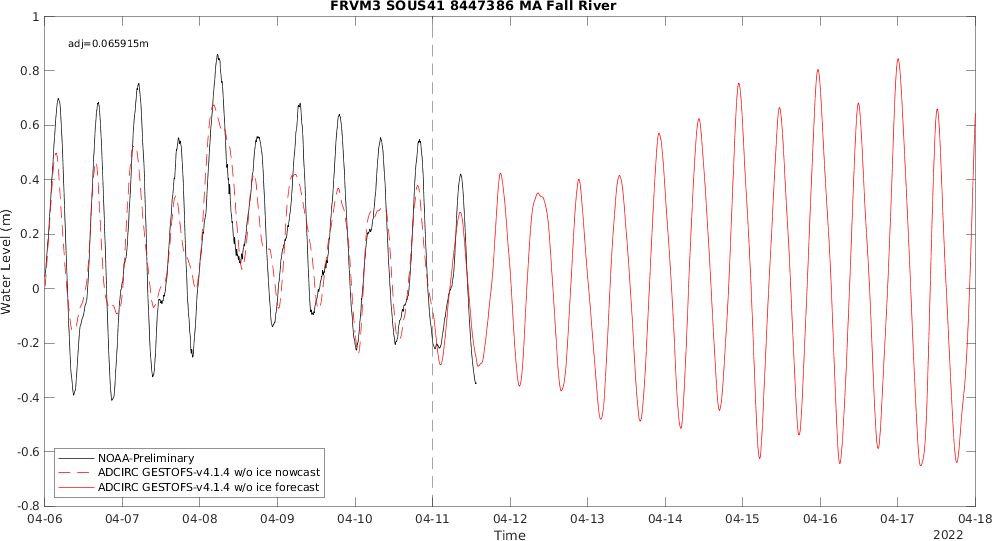 FRVM3 SOUS41 8447386 MA Fall River
adj=0.065915m
Water Level (m)
1
0.8
0.6
0.4
0.2
0
-0.2
-0.4
-0.6
-0.8
NOAA-Preliminary
ADCIRC GESTOFS-v4.1.4 w/o ice nowcast
ADCIRC GESTOFS-v4.1.4 w/o ice forecast
04-06 04-07 04-08 04-09 04-10 04-11 04-12 04-13 04-14 04-15 04-16 04-17 04-18
Time
2022